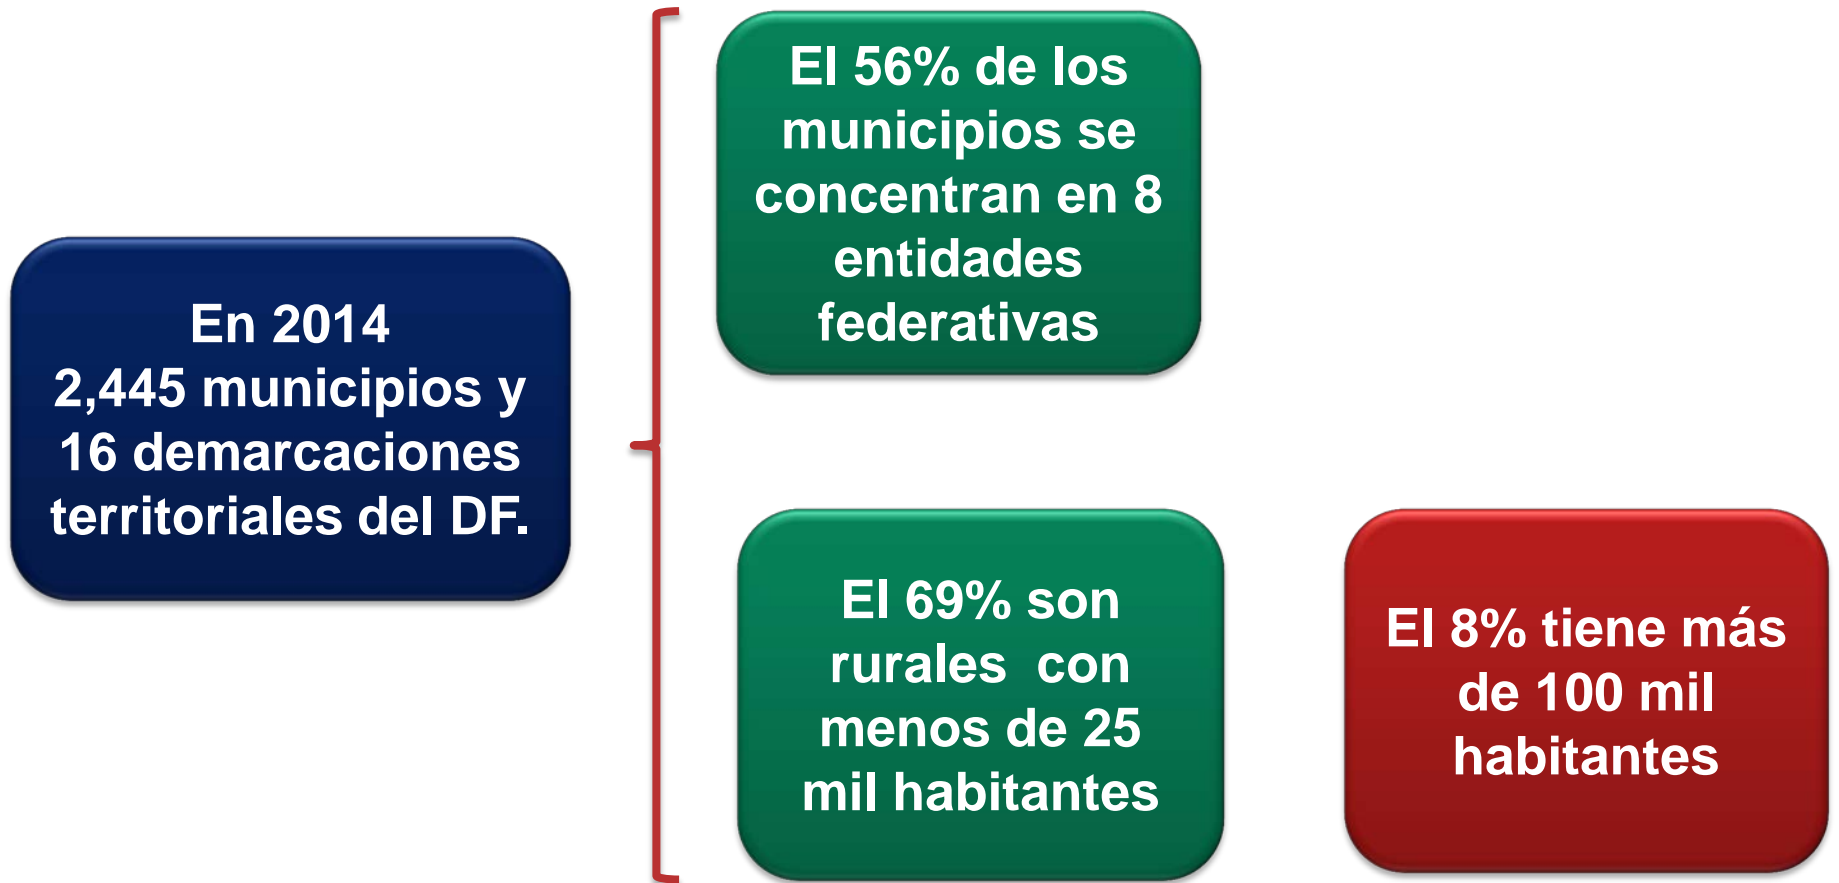 En 2014
2,445 municipios y
16 demarcaciones
territoriales del DF.
El 56% de los
municipios se
concentran en 8
entidades
federativas
El 69% son
rurales con
menos de 25
mil habitantes
El 8% tiene más
de 100 mil
habitantes